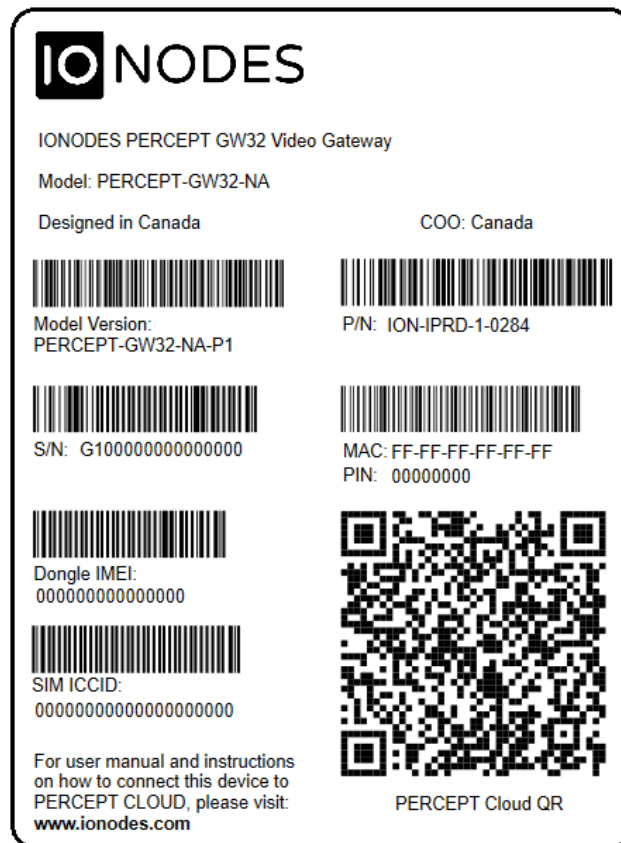 IO NODES
IONODES PERCEPT GW32 Video Gateway
Model: PERCEPT-GW32-NA
Designed in Canada
COO: Canada
Model Version:
PERCEPT-GW32-NA-P1
P/N: ION-IPRD-1-0284
S/N: G100000000000000
MAC: FF-FF-FF-FF-FF-FF
PIN: 00000000
Dongle IMEI:
000000000000000
SIM ICCID:
00000000000000000000
For user manual and instructions
on how to connect this device to
PERCEPT CLOUD, please visit:
www.ionodes.com
PERCEPT Cloud QR